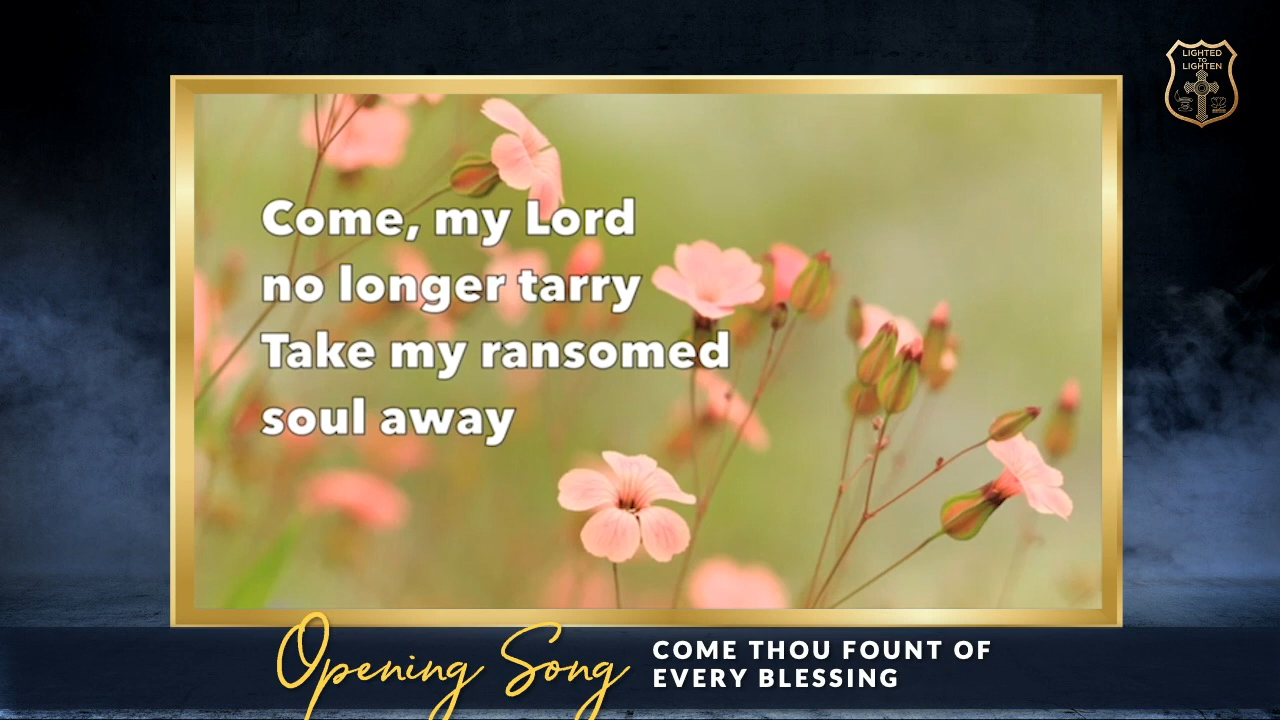 LIGHTED
TO
LIGHTEN
Come, my Lord
no longer tarry
Take my ransomed
soul away
Opening Song
COME THOU FOUNT OF
EVERY BLESSING